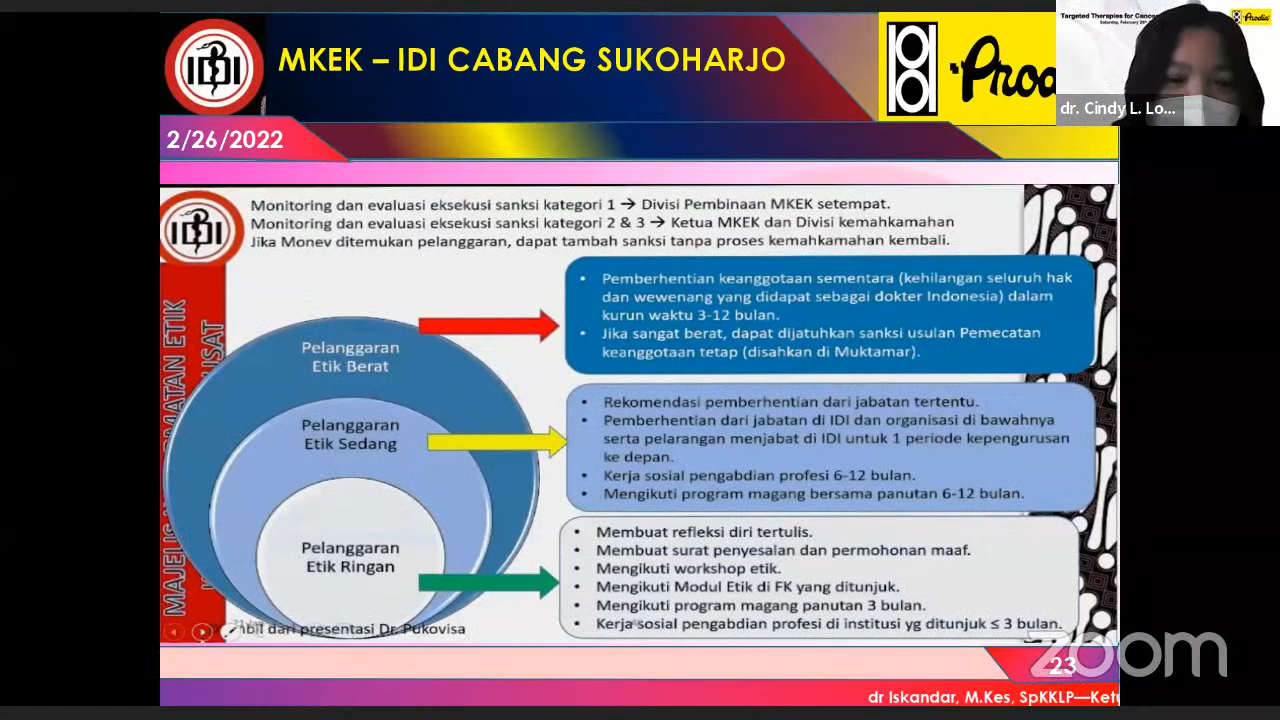 IDI
MKEK – IDI CABANG SUKOHARJO
Targeted Therapies for Cancer
Prodia
dr. Cindy L. Lo...
2/26/2022
IDI
Monitoring dan evaluasi eksekusi sanksi kategori 1 → Divisi Pembinaan MKEK setempat.
Monitoring dan evaluasi eksekusi sanksi kategori 2 & 3 → Ketua MKEK dan Divisi kemahkamahan
Jika Monev ditemukan pelanggaran, dapat tambah sanksi tanpa proses kemahkamahan kembali.
Pelanggaran
Etik Berat
• Pemberhentian keanggotaan sementara (kehilangan seluruh hak
dan wewenang yang didapat sebagai dokter Indonesia) dalam
kurun waktu 3-12 bulan.
• Jika sangat berat, dapat dijatuhkan sanksi usulan Pemecatan
keanggotaan tetap (disahkan di Muktamar).
Pelanggaran
Etik Sedang
• Rekomendasi pemberhentian dari jabatan tertentu.
• Pemberhentian dari jabatan di IDI dan organisasi di bawahnya
serta pelarangan menjabat di IDI untuk 1 periode kepengurusan
ke depan.
• Kerja sosial pengabdian profesi 6-12 bulan.
• Mengikuti program magang bersama panutan 6-12 bulan.
Pelanggaran
Etik Ringan
• Membuat refleksi diri tertulis.
• Membuat surat penyesalan dan permohonan maaf.
• Mengikuti workshop etik.
• Mengikuti Modul Etik di FK yang ditunjuk.
• Mengikuti program magang panutan 3 bulan.
• Kerja sosial pengabdian profesi di institusi yg ditunjuk ≤ 3 bulan.
dari presentasi Dr. Pukovisa
MAJELIS
ETIK
23
zoom
dr Iskandar, M.Kes, SpKKLP—Ketu